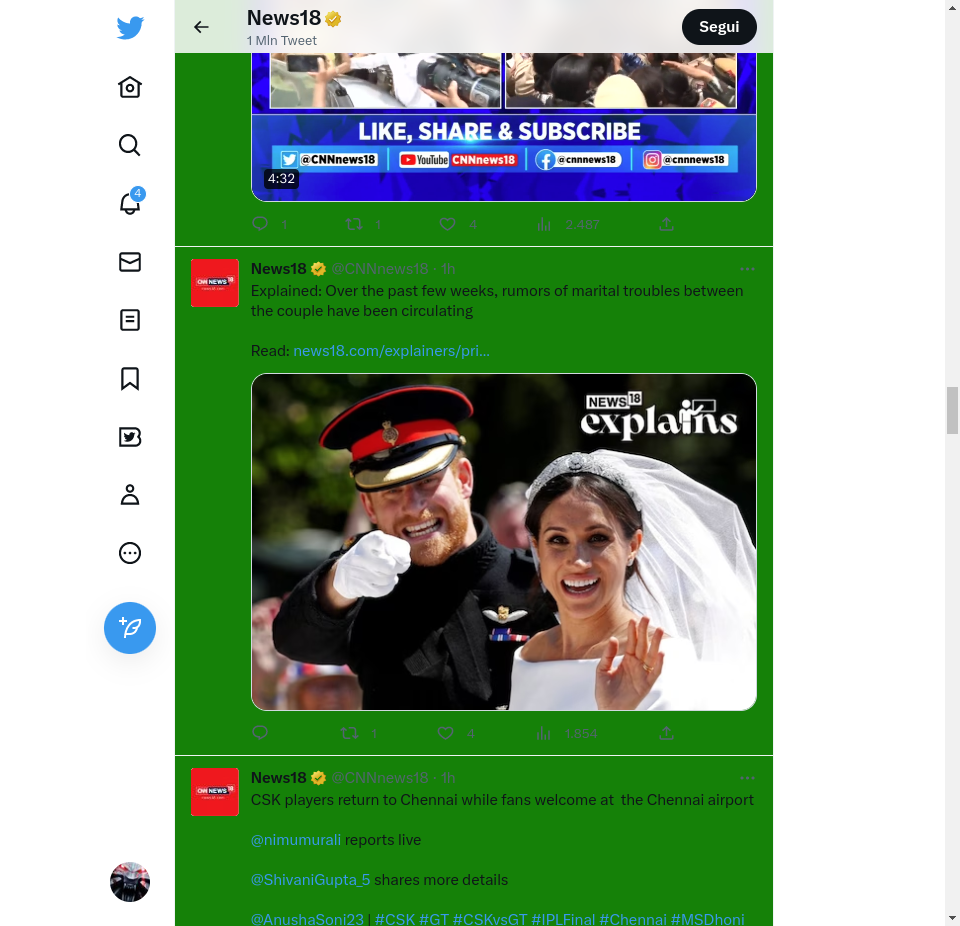 News18
1 Mln Tweet
Segui
4
LIKE, SHARE & SUBSCRIBE
@CNNnews18 YouTube CNNNEWS18 @cnnnews18 @cnnnews18
4:32
1 1 4 2.487
News18 @CNNnews18 · 1h
Explained: Over the past few weeks, rumors of marital troubles between
the couple have been circulating
Read: news18.com/explainers/pri...
NEWS18
explains
1 4 1.854
CNN NEWS18
News18 @CNNnews18 · 1h
CSK players return to Chennai while fans welcome at the Chennai airport
@nimumurali reports live
@ShivaniGupta_5 shares more details
@AnushaSoni23 | #CSK #GT #CSKvsGT #IPLFinal #Chennai #MSDhoni
CNN NEWS18